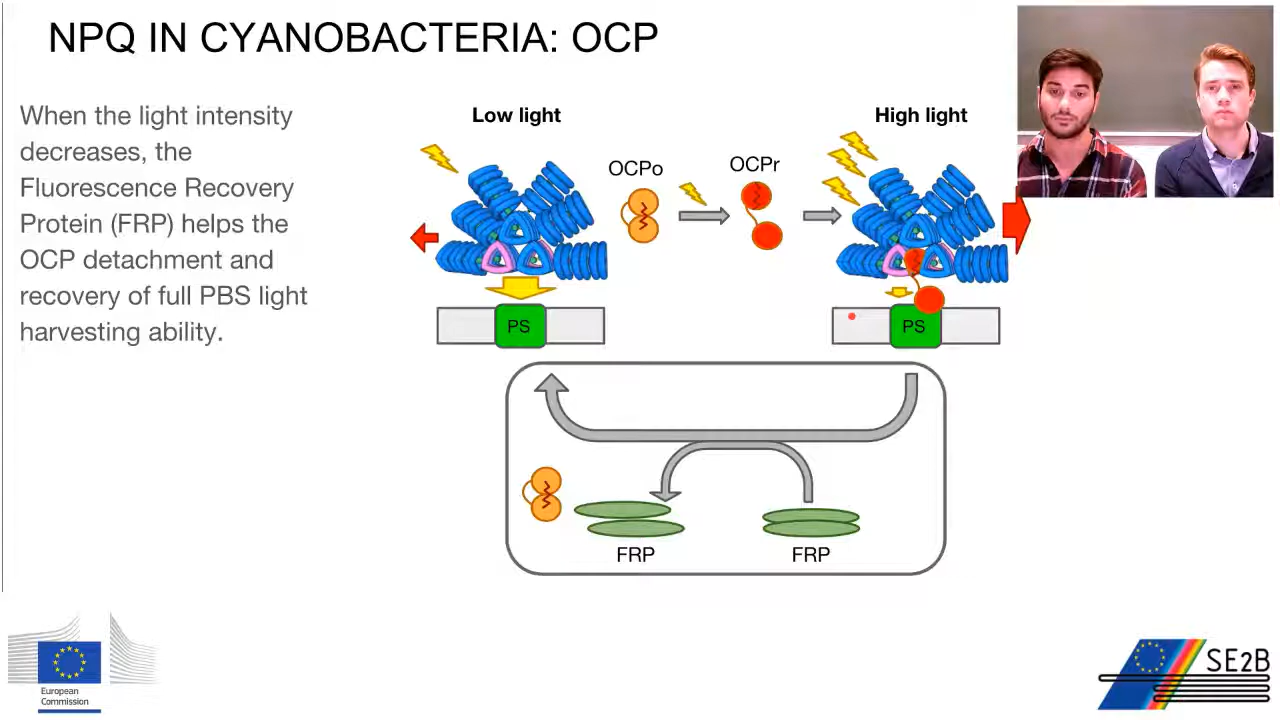 NPQ IN CYANOBACTERIA: OCP
When the light intensity
decreases, the
Fluorescence Recovery
Protein (FRP) helps the
OCP detachment and
recovery of full PBS light
harvesting ability.
Low light
High light
OCPo
OCPr
PS
PS
FRP
FRP
European
Commission
SE2B